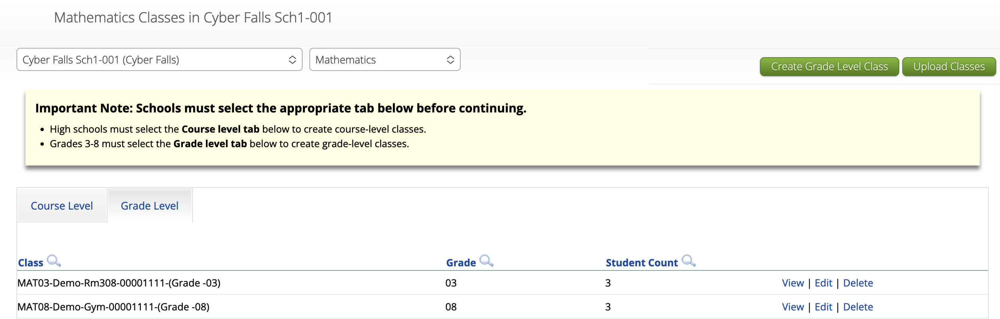 Mathematics Classes in Cyber Falls Sch1-001
Cyber Falls Sch1-001 (Cyber Falls) Mathematics
Create Grade Level Class Upload Classes
Important Note: Schools must select the appropriate tab below before continuing.
• High schools must select the Course level tab below to create course-level classes.
• Grades 3-8 must select the Grade level tab below to create grade-level classes.
Course Level Grade Level
Class Grade Student Count
MAT03-Demo-Rm308-00001111-(Grade -03) 03 3 View | Edit | Delete
MAT08-Demo-Gym-00001111-(Grade -08) 08 3 View | Edit | Delete